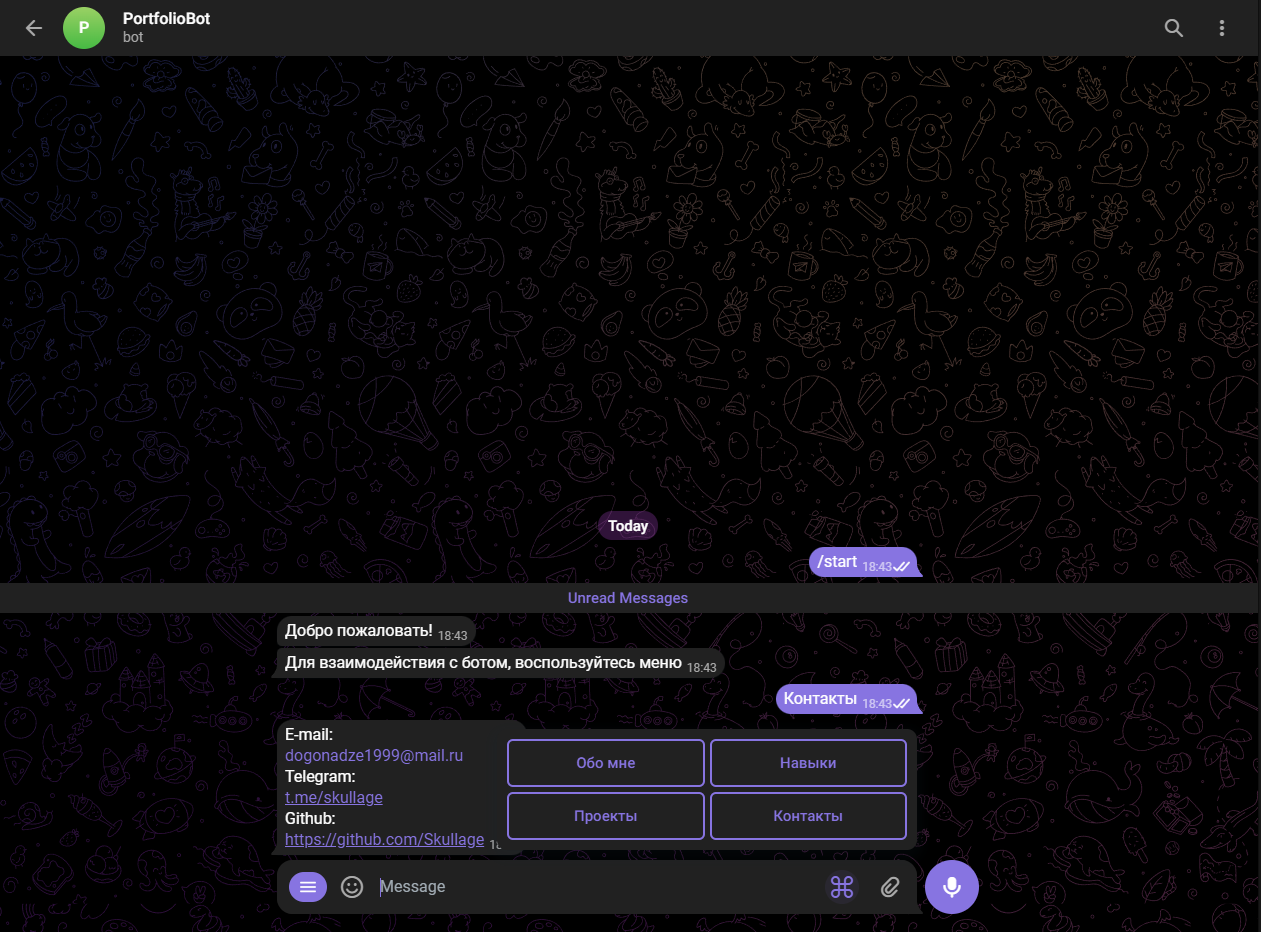 P
PortfolioBot
bot
Today
/start 18:43
Unread Messages
Добро пожаловать! 18:43
Для взаимодействия с ботом, воспользуйтесь меню 18:43
Контакты 18:43
E-mail:
dogonadze1999@mail.ru
Telegram:
t.me/skullage
Github:
https://github.com/Skullage
Обо мне
Навыки
Проекты
Контакты
Message